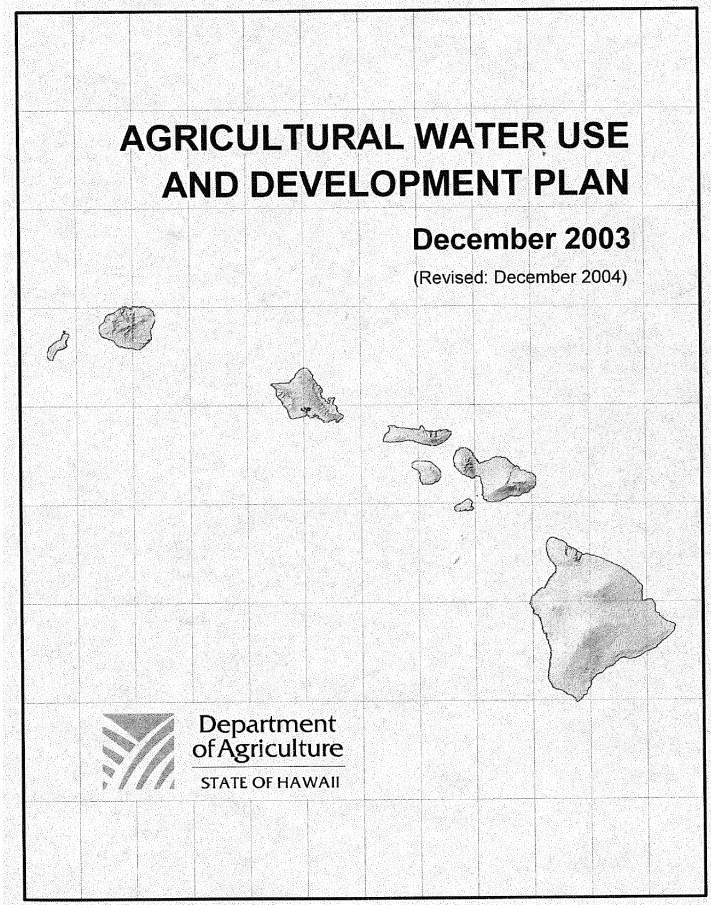 AGRICULTURAL WATER USE
AND DEVELOPMENT PLAN
December 2003
(Revised: December 2004)
Department
of Agriculture
STATE OF HAWAII